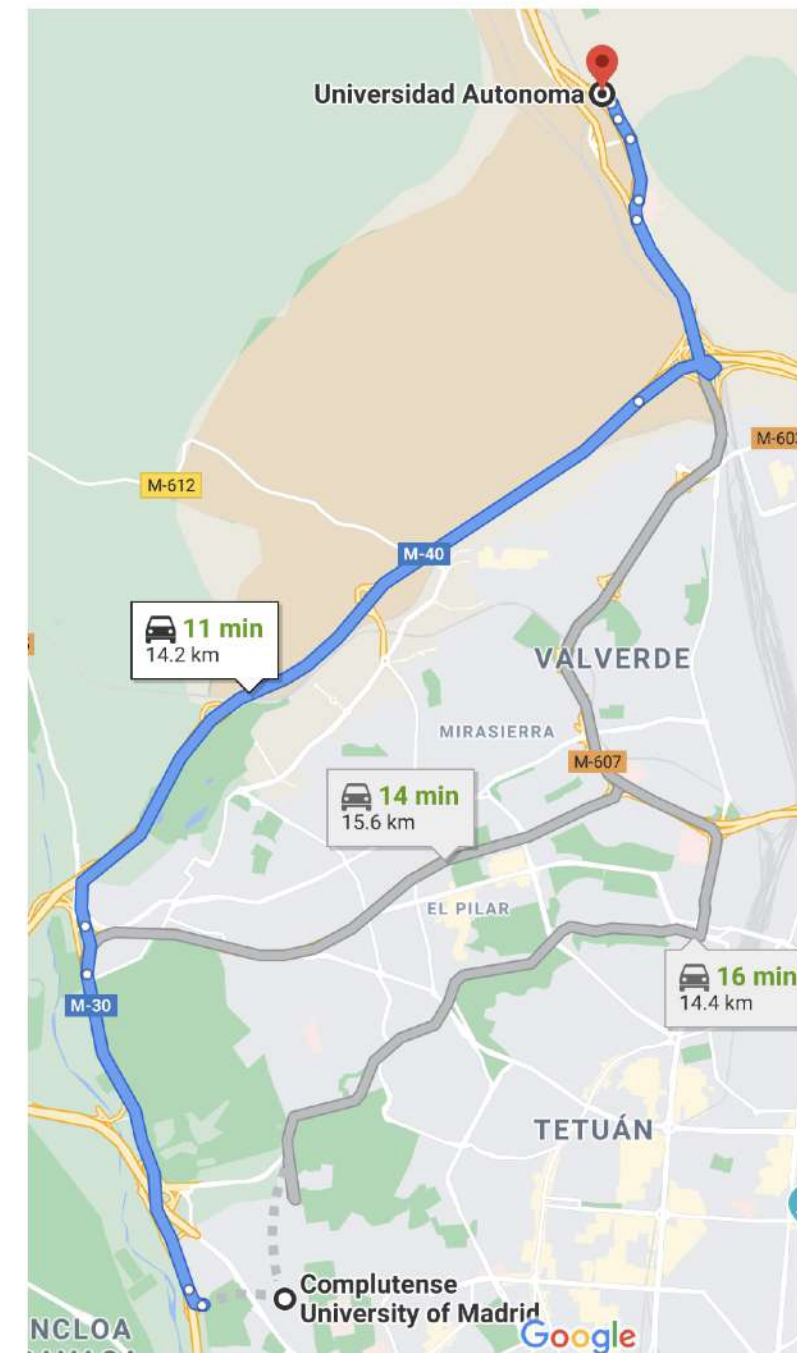 Universidad Autonoma
M-603
M-612
M-40
11 min
14.2 km
VALVERDE
MIRASIERRA
M-607
14 min
15.6 km
EL PILAR
16 min
14.4 km
M-30
TETUÁN
Complutense
University of Madrid
NCLOA
Google